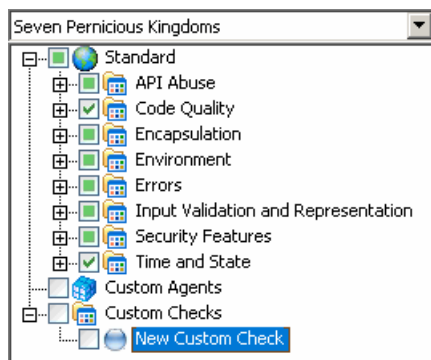 Seven Pernicious Kingdoms
Standard
API Abuse
Code Quality
Encapsulation
Environment
Errors
Input Validation and Representation
Security Features
Time and State
Custom Agents
Custom Checks
New Custom Check